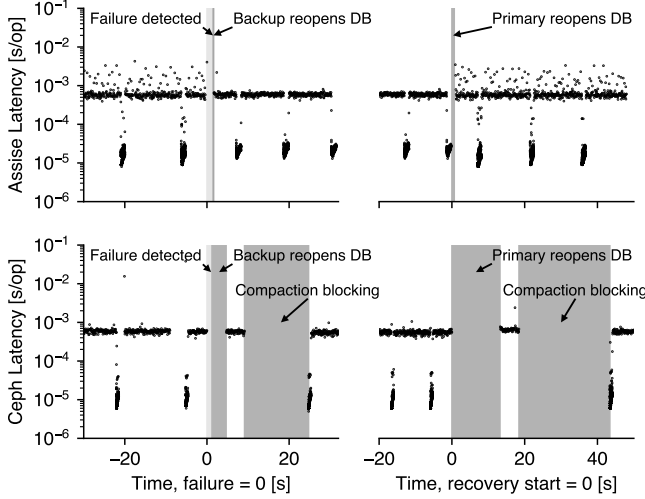 Assise Latency [s/op]
10⁻¹
10⁻²
10⁻³
10⁻⁴
10⁻⁵
10⁻⁶
Failure detected
Backup reopens DB
Primary reopens DB
Ceph Latency [s/op]
10⁻¹
10⁻²
10⁻³
10⁻⁴
10⁻⁵
10⁻⁶
Failure detected
Backup reopens DB
Compaction blocking
Primary reopens DB
Compaction blocking
−20 0 20
−20 0 20 40
Time, failure = 0 [s]
Time, recovery start = 0 [s]